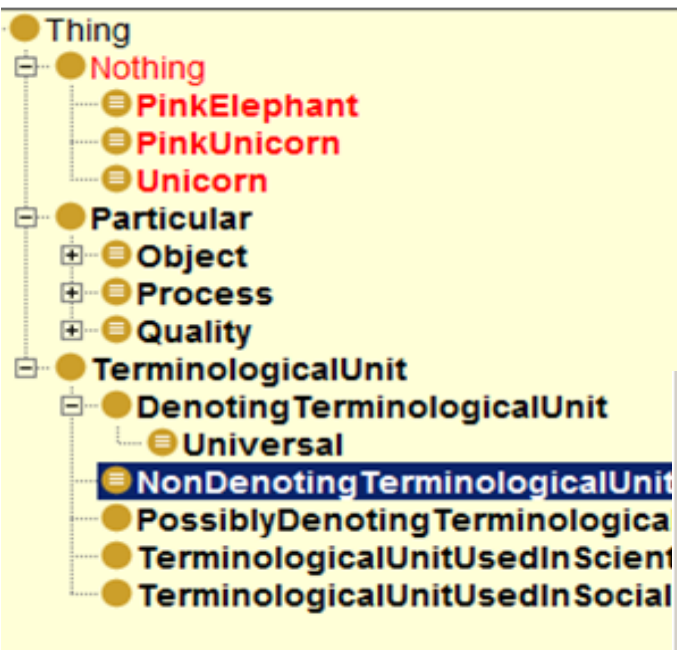 Thing
Nothing
PinkElephant
PinkUnicorn
Unicorn
Particular
Object
Process
Quality
TerminologicalUnit
DenotingTerminologicalUnit
Universal
NonDenotingTerminologicalUnit
PossiblyDenotingTerminologica
TerminologicalUnitUsedInScient
TerminologicalUnitUsedInSocial